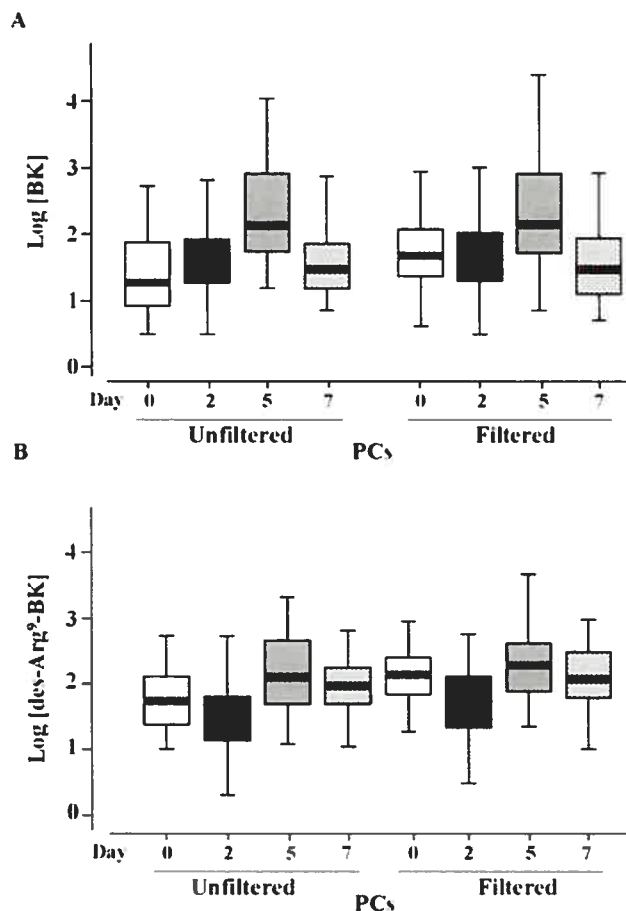 A
Log [BK]
4
3
2
1
0
Day 0 2 5 7 0 2 5 7
Unfiltered Filtered
PCs
B
Log [des-Arg⁹-BK]
4
3
2
1
0
Day 0 2 5 7 0 2 5 7
Unfiltered Filtered
PCs